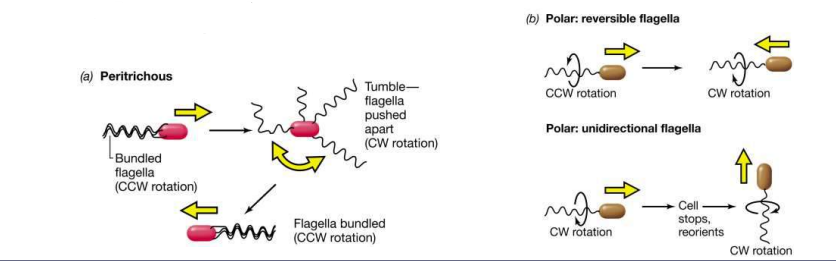 (a) Peritrichous
Tumble—
flagella
pushed
apart
(CW rotation)
Bundled
flagella
(CCW rotation)
Flagella bundled
(CCW rotation)
(b) Polar: reversible flagella
CCW rotation
CW rotation
Polar: unidirectional flagella
CW rotation
Cell
stops,
reorients
CW rotation